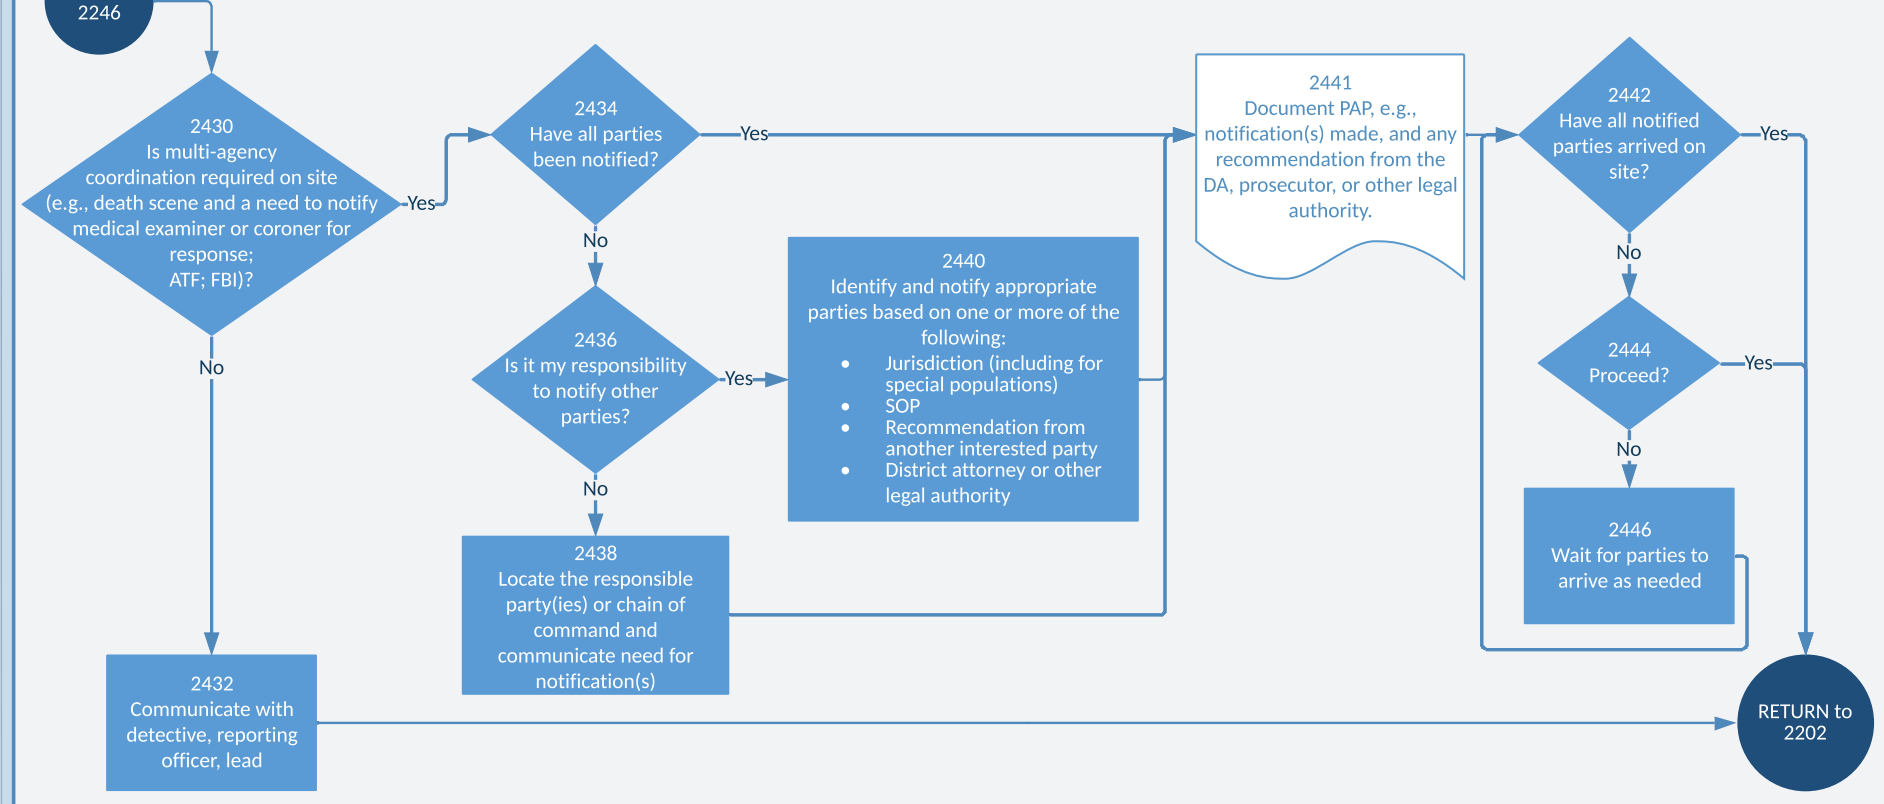 2246
2430
Is multi-agency
coordination required on site
(e.g., death scene and a need to notify
medical examiner or coroner for
response;
ATF; FBI)?
Yes
No
2432
Communicate with
detective, reporting
officer, lead
2434
Have all parties
been notified?
Yes
No
2436
Is it my responsibility
to notify other
parties?
Yes
No
2438
Locate the responsible
party(ies) or chain of
command and
communicate need for
notification(s)
2440
Identify and notify appropriate
parties based on one or more of the
following:
• Jurisdiction (including for
special populations)
• SOP
• Recommendation from
another interested party
• District attorney or other
legal authority
2441
Document PAP, e.g.,
notification(s) made, and any
recommendation from the
DA, prosecutor, or other legal
authority.
2442
Have all notified
parties arrived on
site?
Yes
No
2444
Proceed?
Yes
No
2446
Wait for parties to
arrive as needed
RETURN to
2202